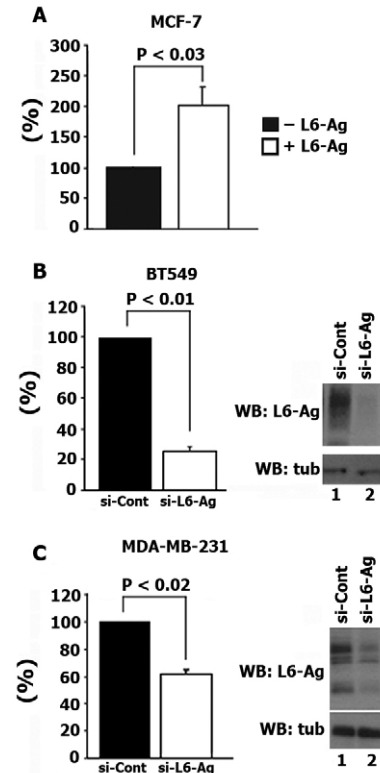 A
MCF-7
P < 0.03
300
250
200
150
100
50
0
(%)
− L6-Ag
+ L6-Ag
B
BT549
P < 0.01
120
100
80
60
40
20
0
(%)
si-Cont si-L6-Ag
si-Cont
si-L6-Ag
WB: L6-Ag
WB: tub
1 2
C
MDA-MB-231
P < 0.02
120
100
80
60
40
20
0
(%)
si-Cont si-L6-Ag
si-Cont
si-L6-Ag
WB: L6-Ag
WB: tub
1 2